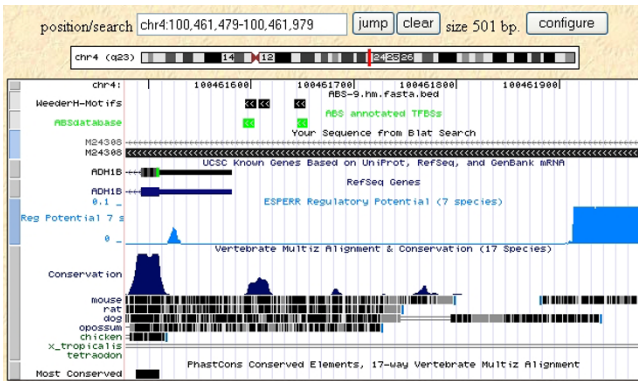 position/search chr4:100,461,479-100,461,979 jump clear size 501 bp. configure
chr4 (q23) 14 12 24 25 26
chr4: 100461600 100461700 100461800 100461900
ABS-9.hm.fasta.bed
WeederH-Motifs
ABS annotated TFBSs
ABSdatabase
Your Sequence from Blat Search
M24308
M24308
UCSC Known Genes Based on UniProt, RefSeq, and GenBank mRNA
ADH1B
RefSeq Genes
ADH1B
ESPERR Regulatory Potential (7 species)
0.1 _
Reg Potential 7 s
0 _
Vertebrate Multiz Alignment & Conservation (17 Species)
Conservation
mouse
rat
dog
opossum
chicken
x_tropicalis
tetraodon
PhastCons Conserved Elements, 17-way Vertebrate Multiz Alignment
Most Conserved